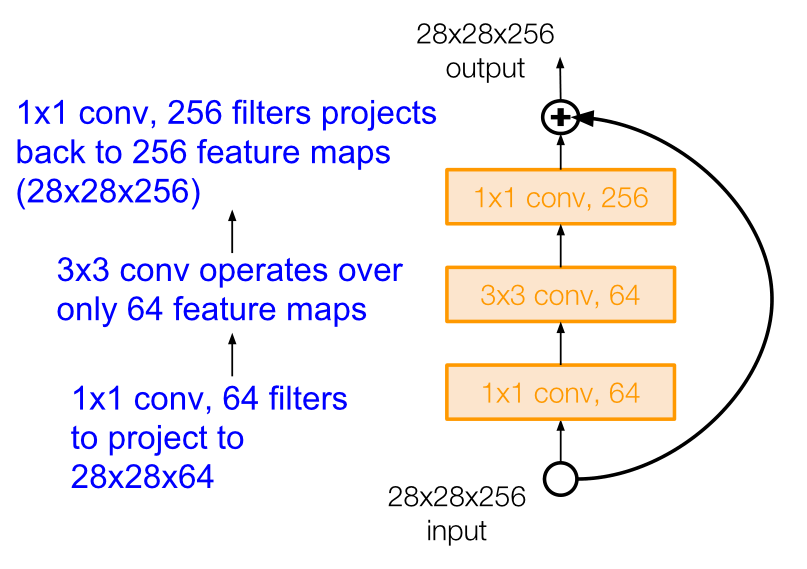 28x28x256
output
1x1 conv, 256 filters projects
back to 256 feature maps
(28x28x256)
3x3 conv operates over
only 64 feature maps
1x1 conv, 64 filters
to project to
28x28x64
1x1 conv, 256
3x3 conv, 64
1x1 conv, 64
28x28x256
input